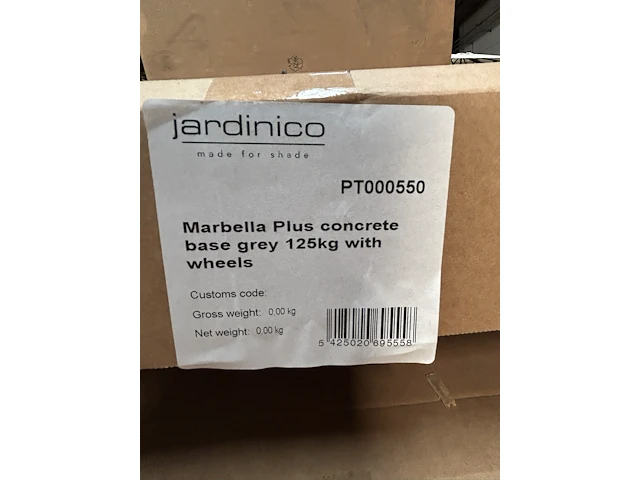 jardinico
made for shade
PT000550
Marbella Plus concrete
base grey 125kg with
wheels
Customs code:
Gross weight: 0,00 kg
Net weight: 0,00 kg
5 425020 695558